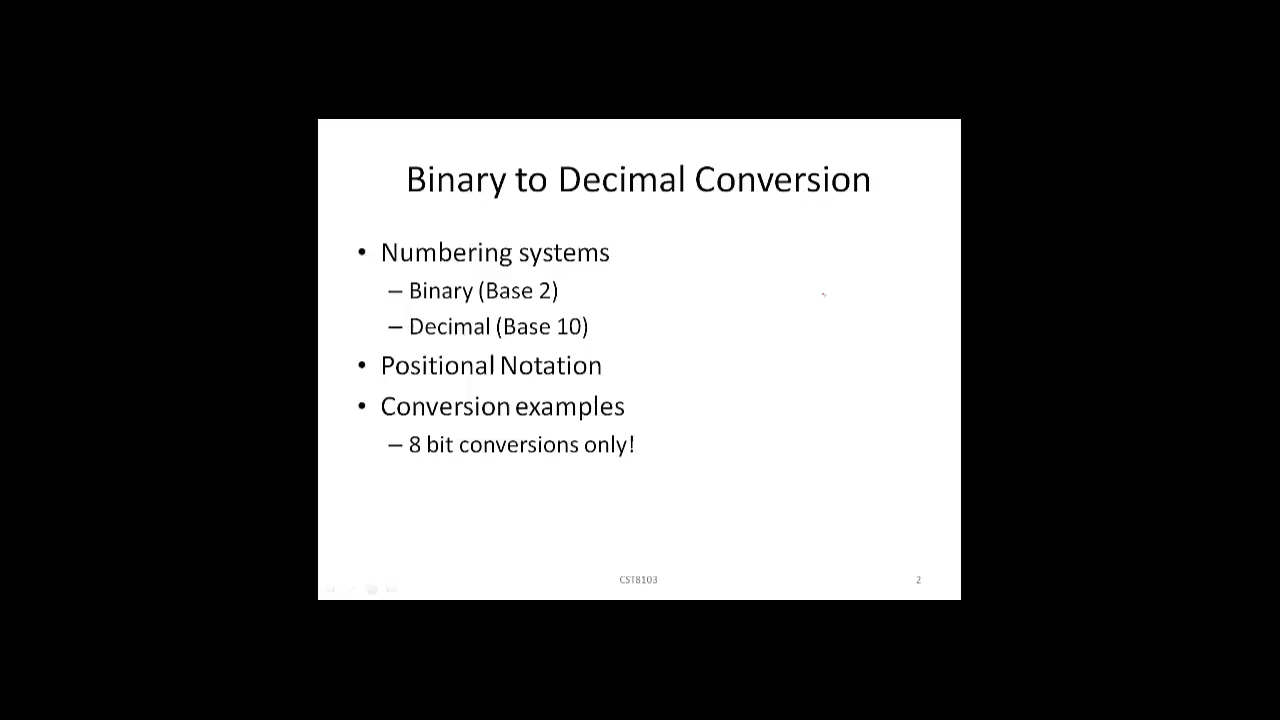 Binary to Decimal Conversion
• Numbering systems
– Binary (Base 2)
– Decimal (Base 10)
• Positional Notation
• Conversion examples
– 8 bit conversions only!
CST8103
2